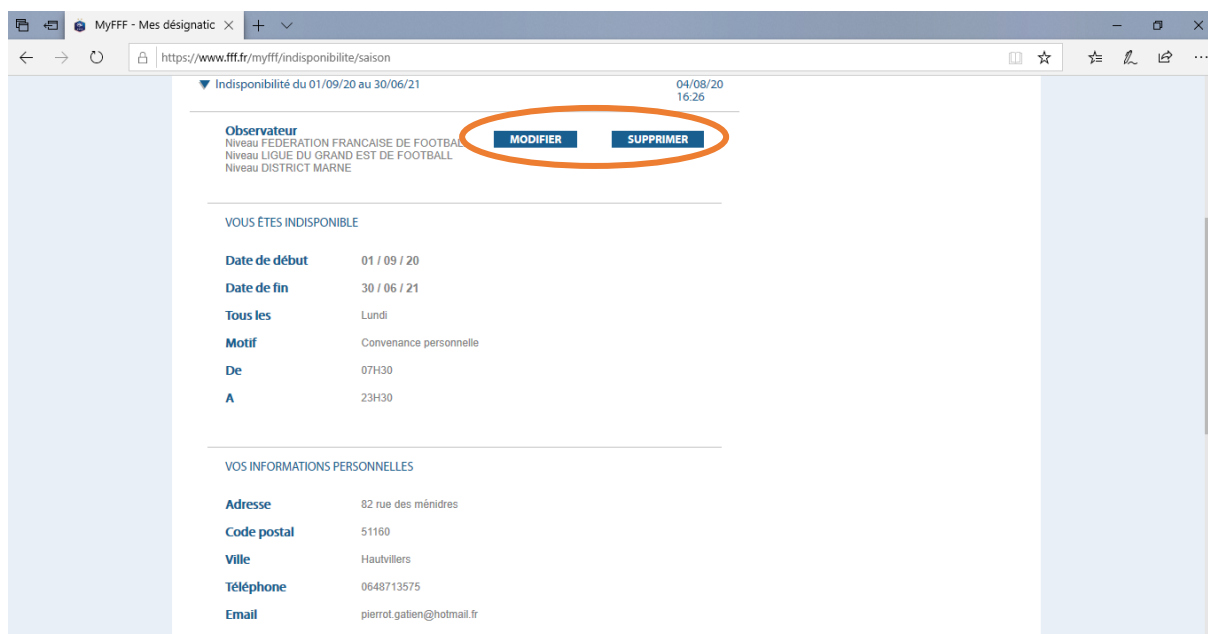 MyFFF - Mes désignatic
https://www.fff.fr/myfff/indisponibilite/saison
Indisponibilité du 01/09/20 au 30/06/21 04/08/20
16:26
Observateur
Niveau FEDERATION FRANCAISE DE FOOTBALL
Niveau LIGUE DU GRAND EST DE FOOTBALL
Niveau DISTRICT MARNE
MODIFIER SUPPRIMER
VOUS ÊTES INDISPONIBLE
Date de début 01 / 09 / 20
Date de fin 30 / 06 / 21
Tous les Lundi
Motif Convenance personnelle
De 07H30
A 23H30
VOS INFORMATIONS PERSONNELLES
Adresse 82 rue des ménidres
Code postal 51160
Ville Hautvillers
Téléphone 0648713575
Email pierrot.gatien@hotmail.fr